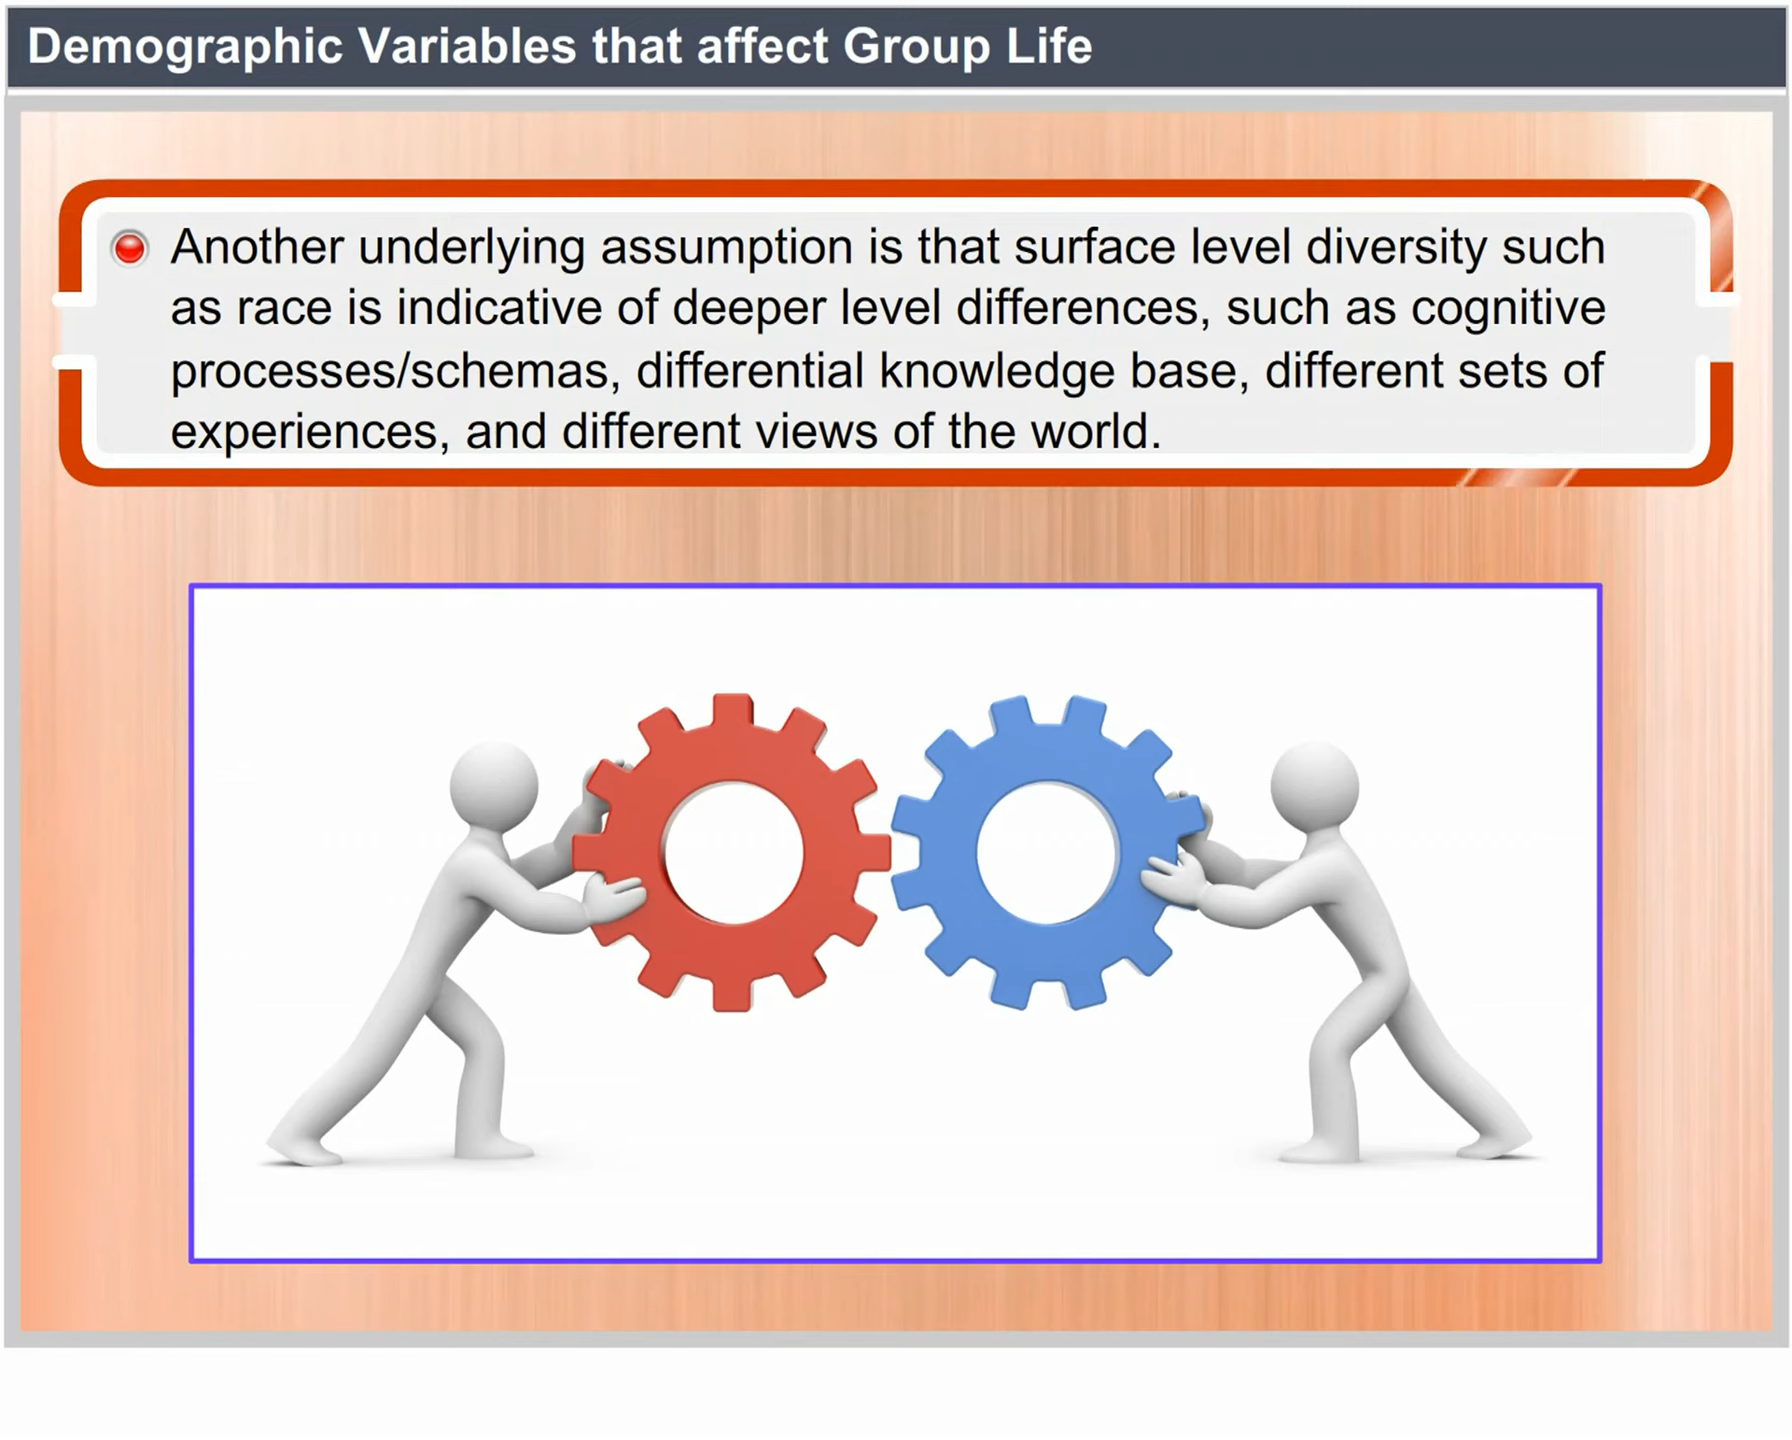 Demographic Variables that affect Group Life
Another underlying assumption is that surface level diversity such
as race is indicative of deeper level differences, such as cognitive
processes/schemas, differential knowledge base, different sets of
experiences, and different views of the world.